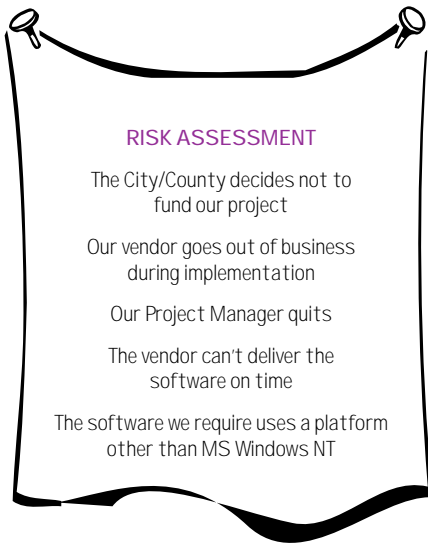 RISK ASSESSMENT
The City/County decides not to
fund our project
Our vendor goes out of business
during implementation
Our Project Manager quits
The vendor can't deliver the
software on time
The software we require uses a platform
other than MS Windows NT